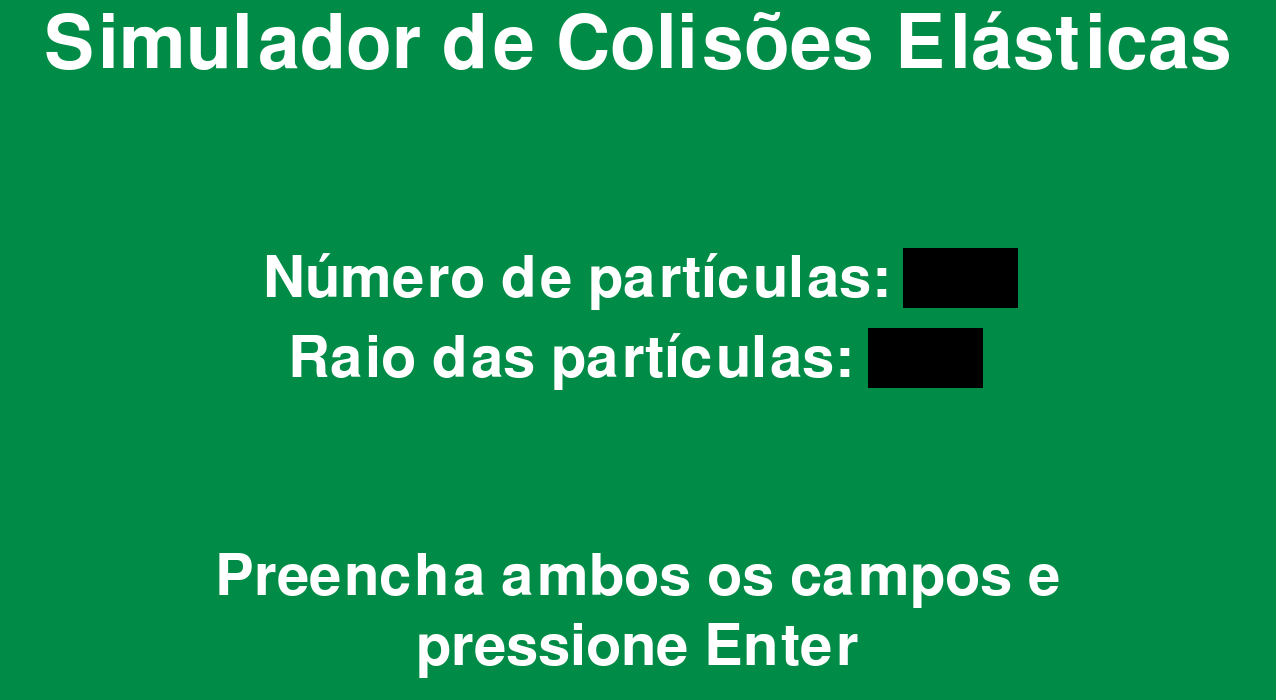 Simulador de Colisões Elásticas
Número de partículas:
Raio das partículas:
Preencha ambos os campos e
pressione Enter